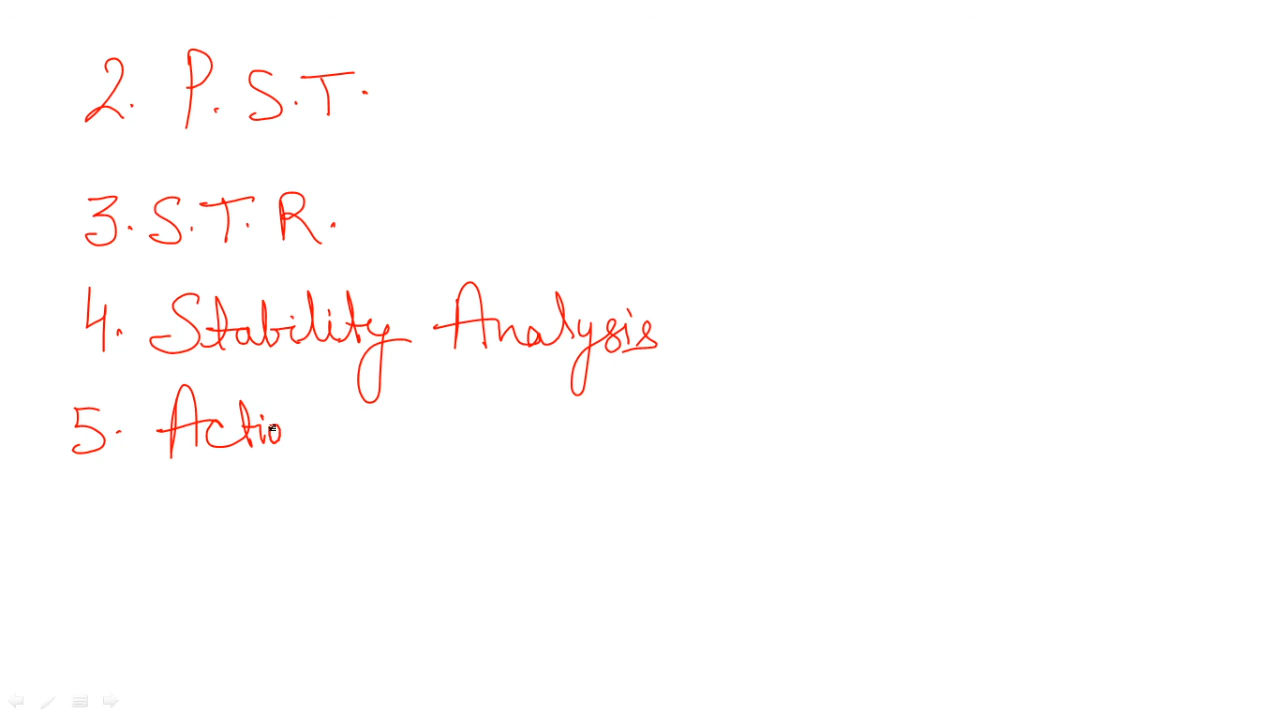 2. P.S.T.
3. S.T.R.
4. Stability Analysis
5. Actio